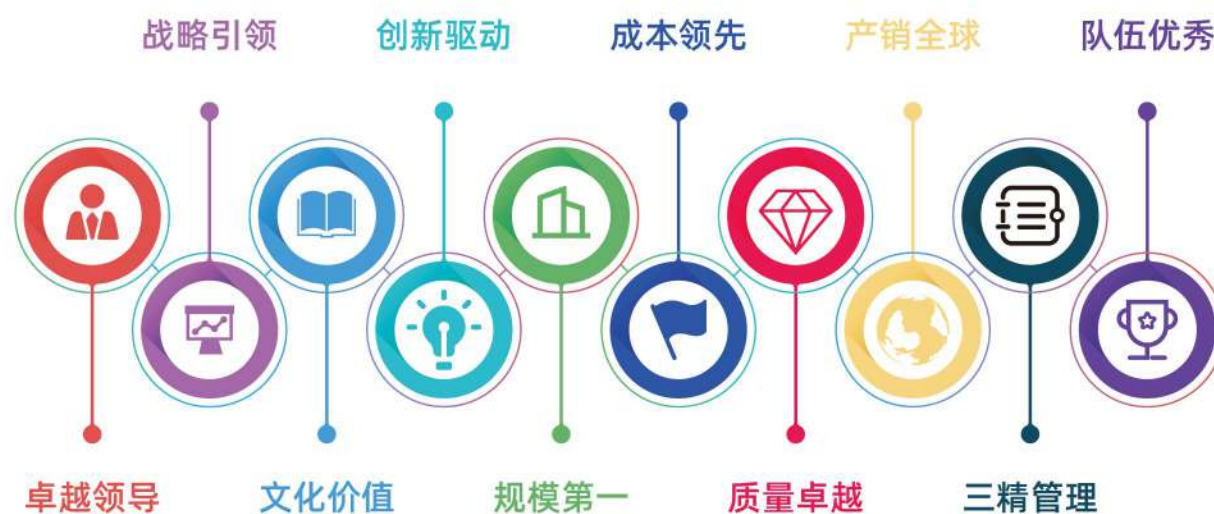 战略引领
创新驱动
成本领先
产销全球
队伍优秀
卓越领导
文化价值
规模第一
质量卓越
三精管理